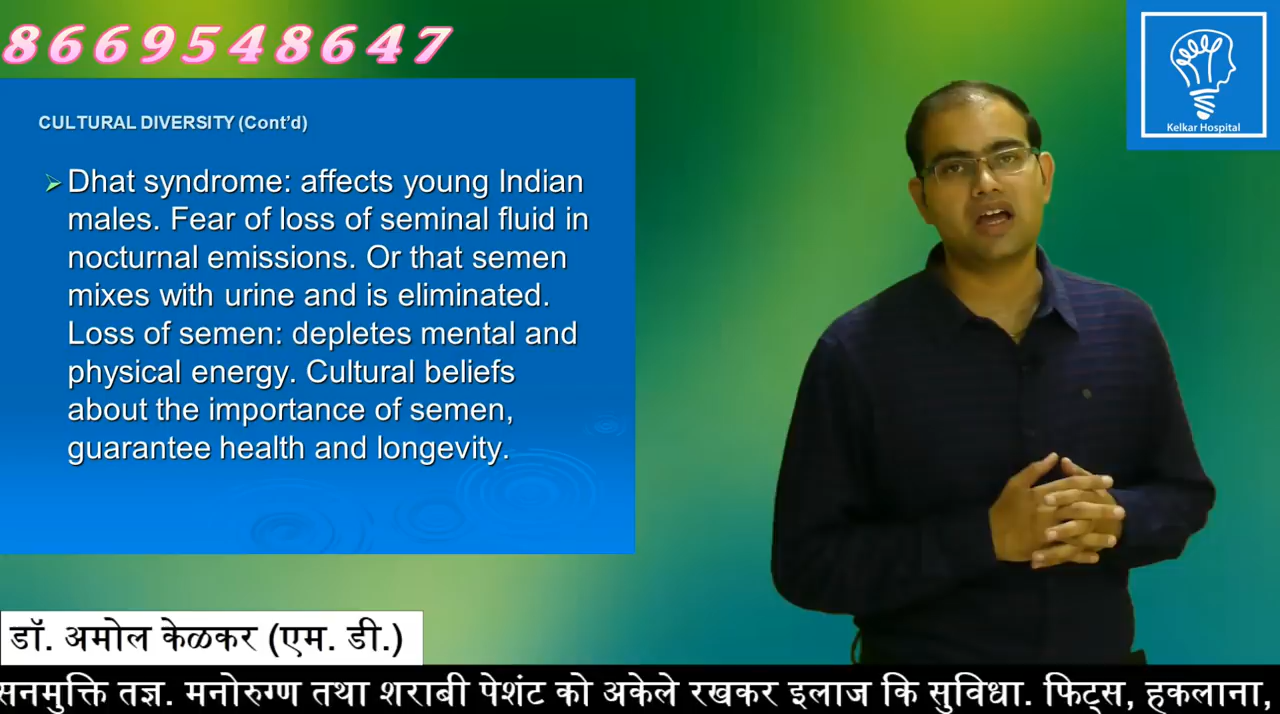 8669548647
Kelkar Hospital
CULTURAL DIVERSITY (Cont'd)
Dhat syndrome: affects young Indian
males. Fear of loss of seminal fluid in
nocturnal emissions. Or that semen
mixes with urine and is eliminated.
Loss of semen: depletes mental and
physical energy. Cultural beliefs
about the importance of semen,
guarantee health and longevity.
डॉ. अमोल केळकर (एम. डी.)
सनमुक्ति तज्ञ. मनोरुग्ण तथा शराबी पेशंट को अकेले रखकर इलाज कि सुविधा. फिट्स, हकलाना,